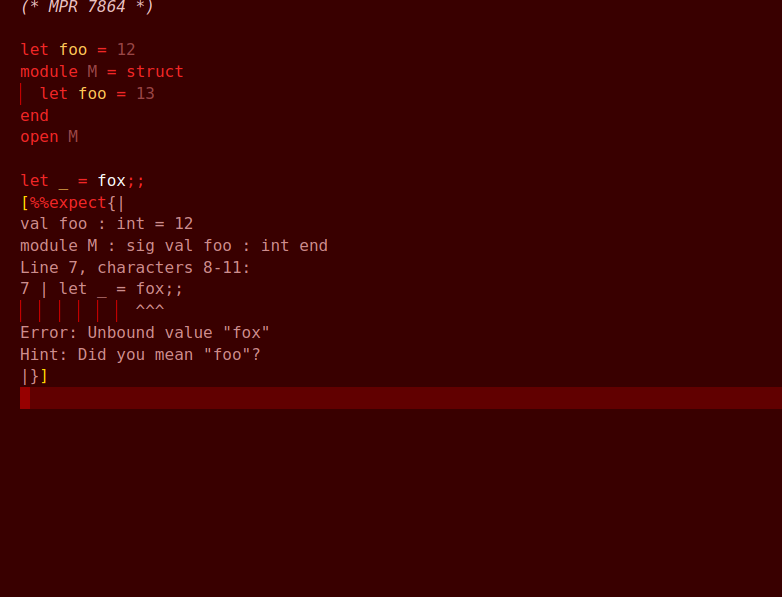 (* MPR 7864 *)
let foo = 12
module M = struct
let foo = 13
end
open M
let _ = fox;;
[%%expect{|
val foo : int = 12
module M : sig val foo : int end
Line 7, characters 8-11:
7 | let _ = fox;;
^^^
Error: Unbound value "fox"
Hint: Did you mean "foo"?
|}]